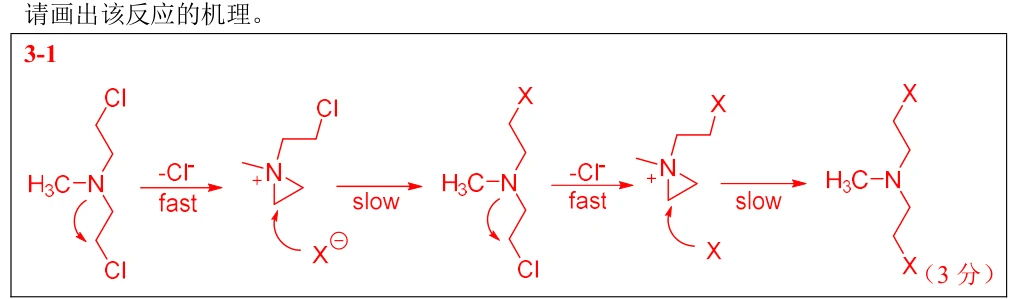 请画出该反应的机理。
3-1
Cl
Cl
X
X
X
H₃C-N
-Cl⁻
fast
N
+
slow
X⊖
H₃C-N
-Cl⁻
fast
N
+
slow
X
H₃C-N
Cl
Cl
X(3 分)